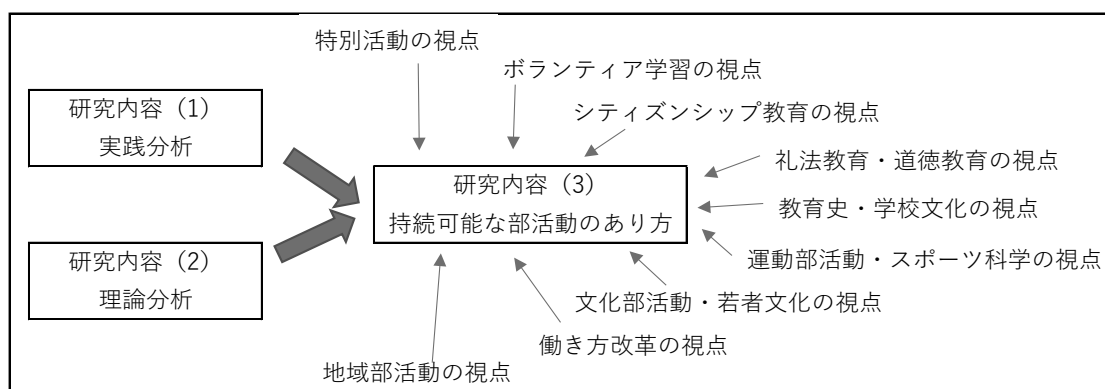 特別活動の視点
ボランティア学習の視点
シティズンシップ教育の視点
研究内容（1）
実践分析
礼法教育・道徳教育の視点
研究内容（3）
持続可能な部活動のあり方
教育史・学校文化の視点
研究内容（2）
理論分析
運動部活動・スポーツ科学の視点
文化部活動・若者文化の視点
働き方改革の視点
地域部活動の視点